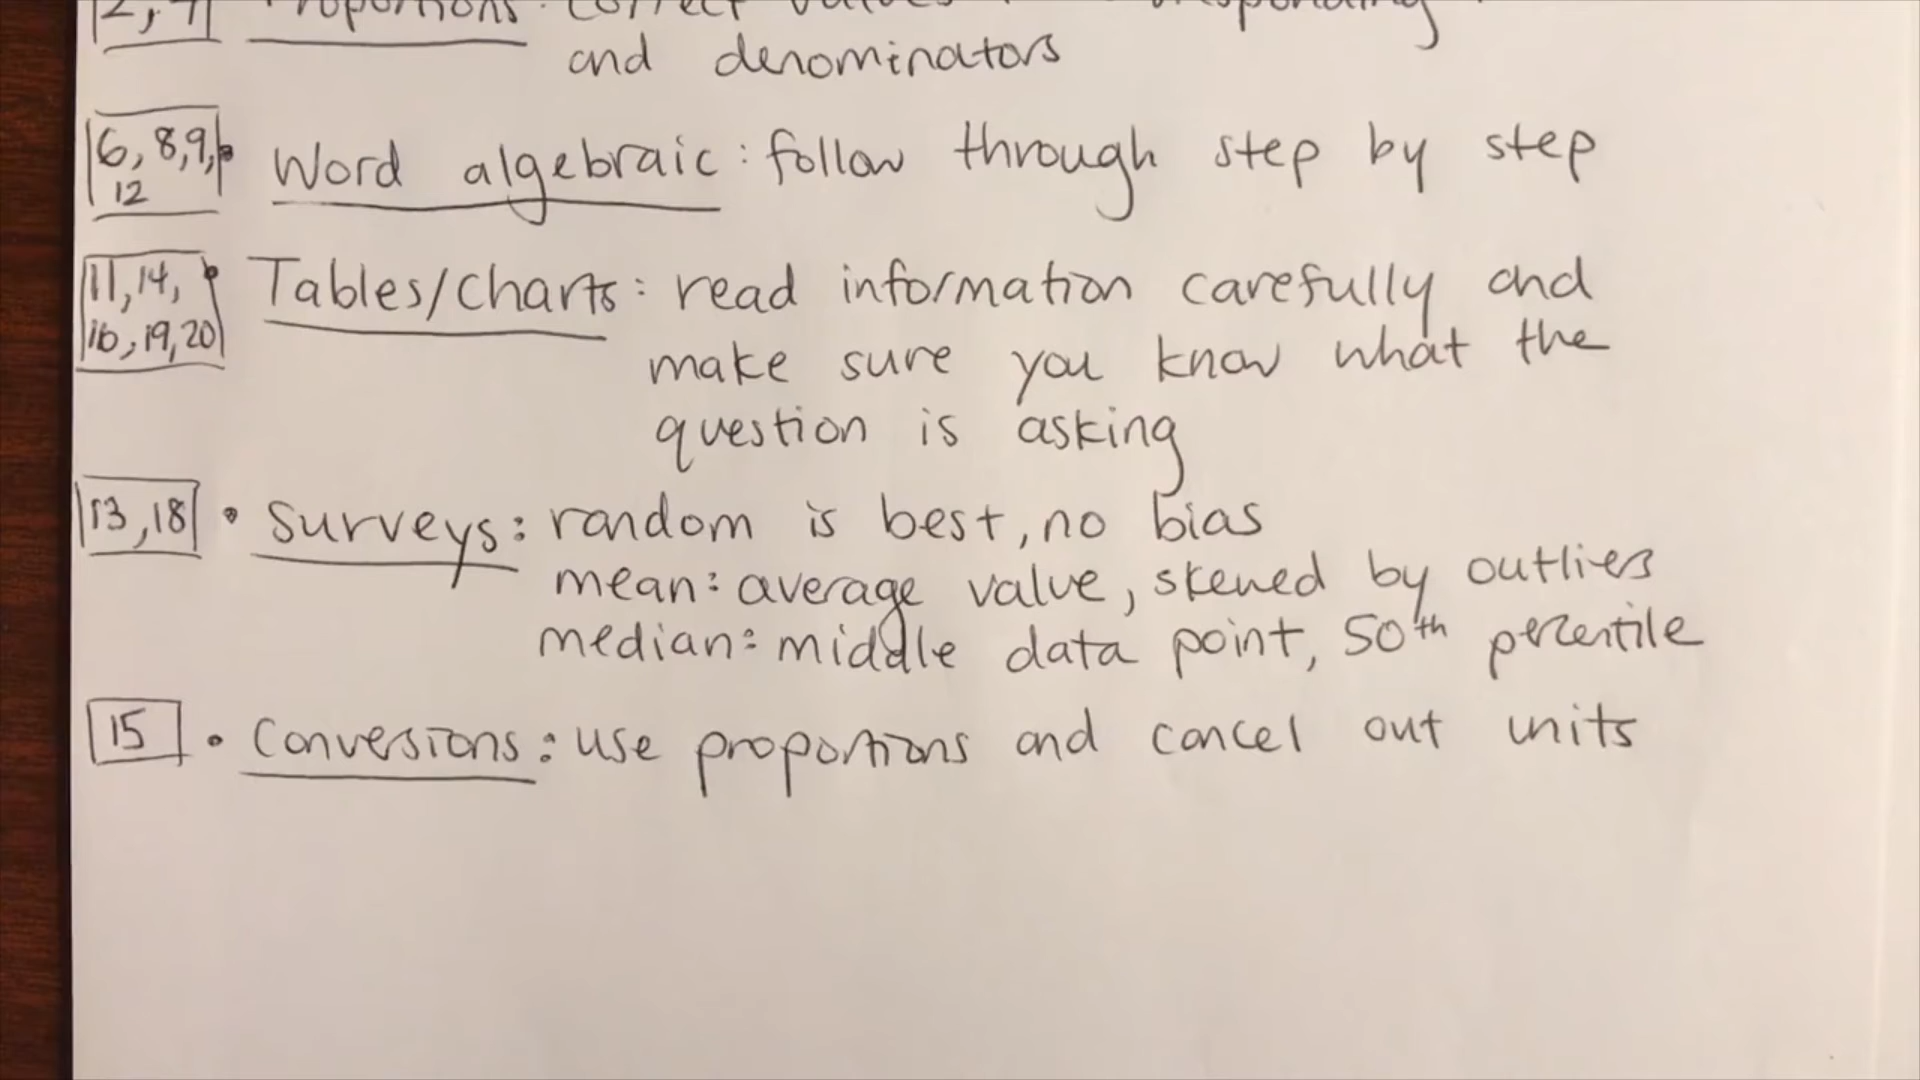 Proportions: correct values
and denominators
6, 8, 9, Word algebraic: follow through step by step
12
11, 14, Tables/Charts: read information carefully and
16, 19, 20 make sure you know what the
question is asking
13, 18 • Surveys: random is best, no bias
mean: average value, skewed by outliers
median: middle data point, 50th percentile
15 • Conversions: use proportions and cancel out units